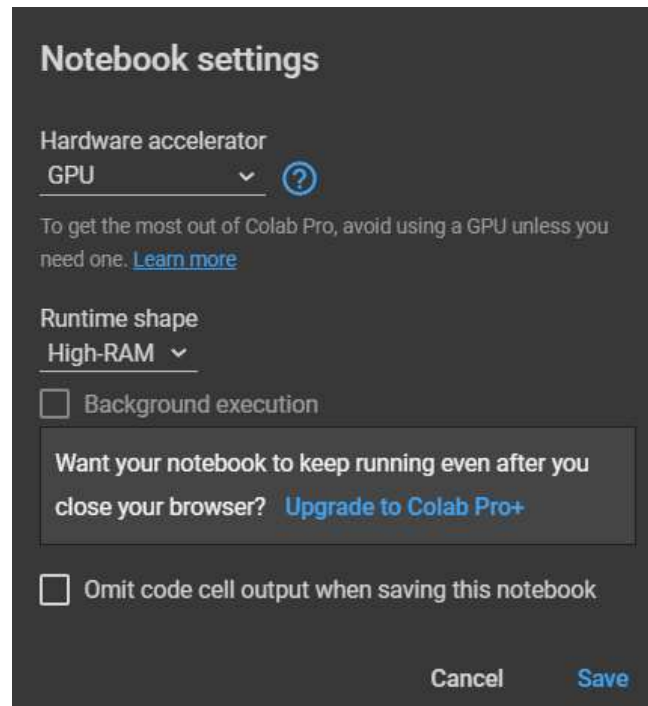 Notebook settings
Hardware accelerator
GPU
?
To get the most out of Colab Pro, avoid using a GPU unless you
need one. Learn more
Runtime shape
High-RAM
Background execution
Want your notebook to keep running even after you
close your browser? Upgrade to Colab Pro+
Omit code cell output when saving this notebook
Cancel Save